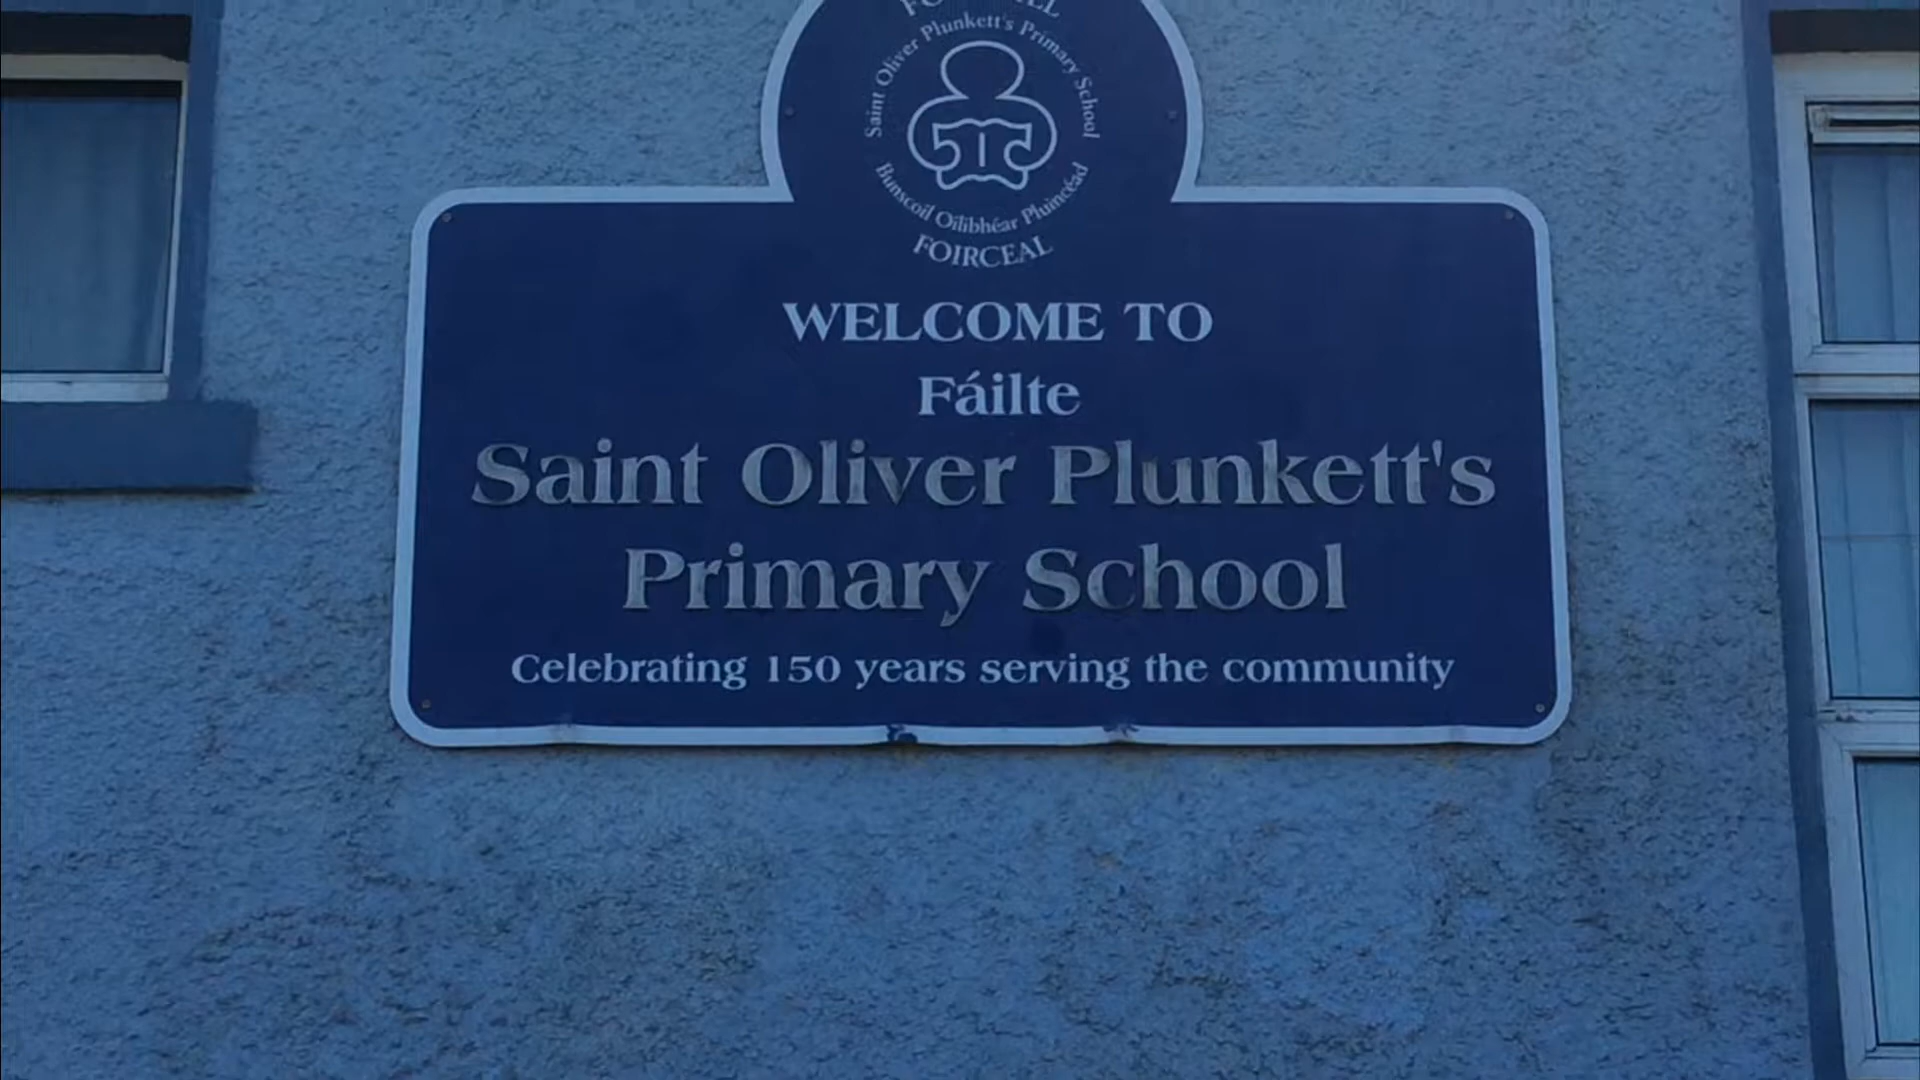 Saint Oliver Plunkett's Primary School
Bunscoil Oilibhéar Pluincéad
FOIRCEAL
WELCOME TO
Fáilte
Saint Oliver Plunkett's
Primary School
Celebrating 150 years serving the community